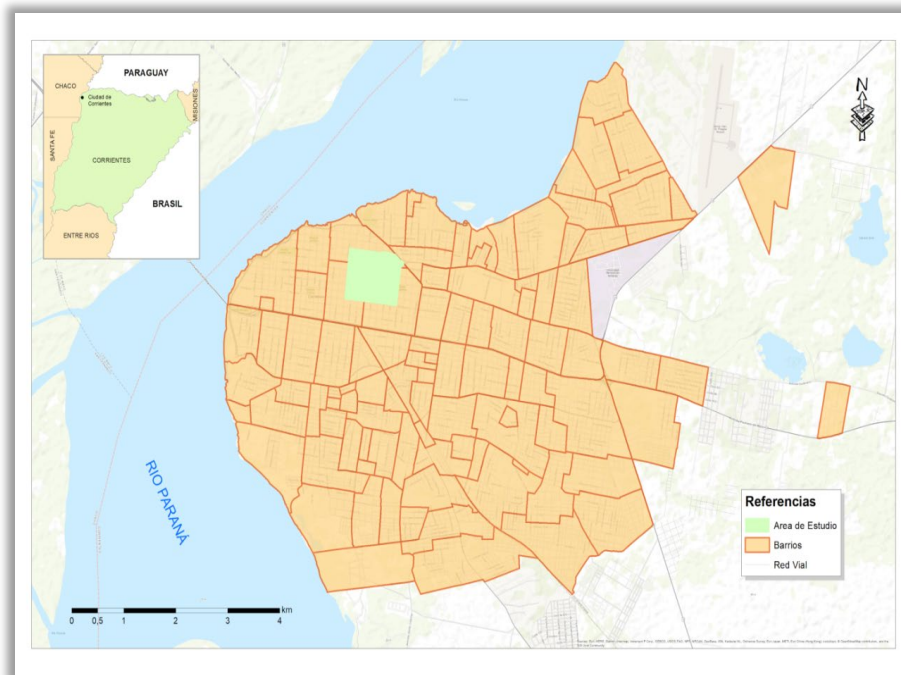 PARAGUAY
CHACO
Ciudad de
Corrientes
MISIONES
SANTA FE
CORRIENTES
BRASIL
ENTRE RIOS
N
RIO PARANÁ
Referencias
Area de Estudio
Barrios
Red Vial
0 0,5 1 2 3 4 km